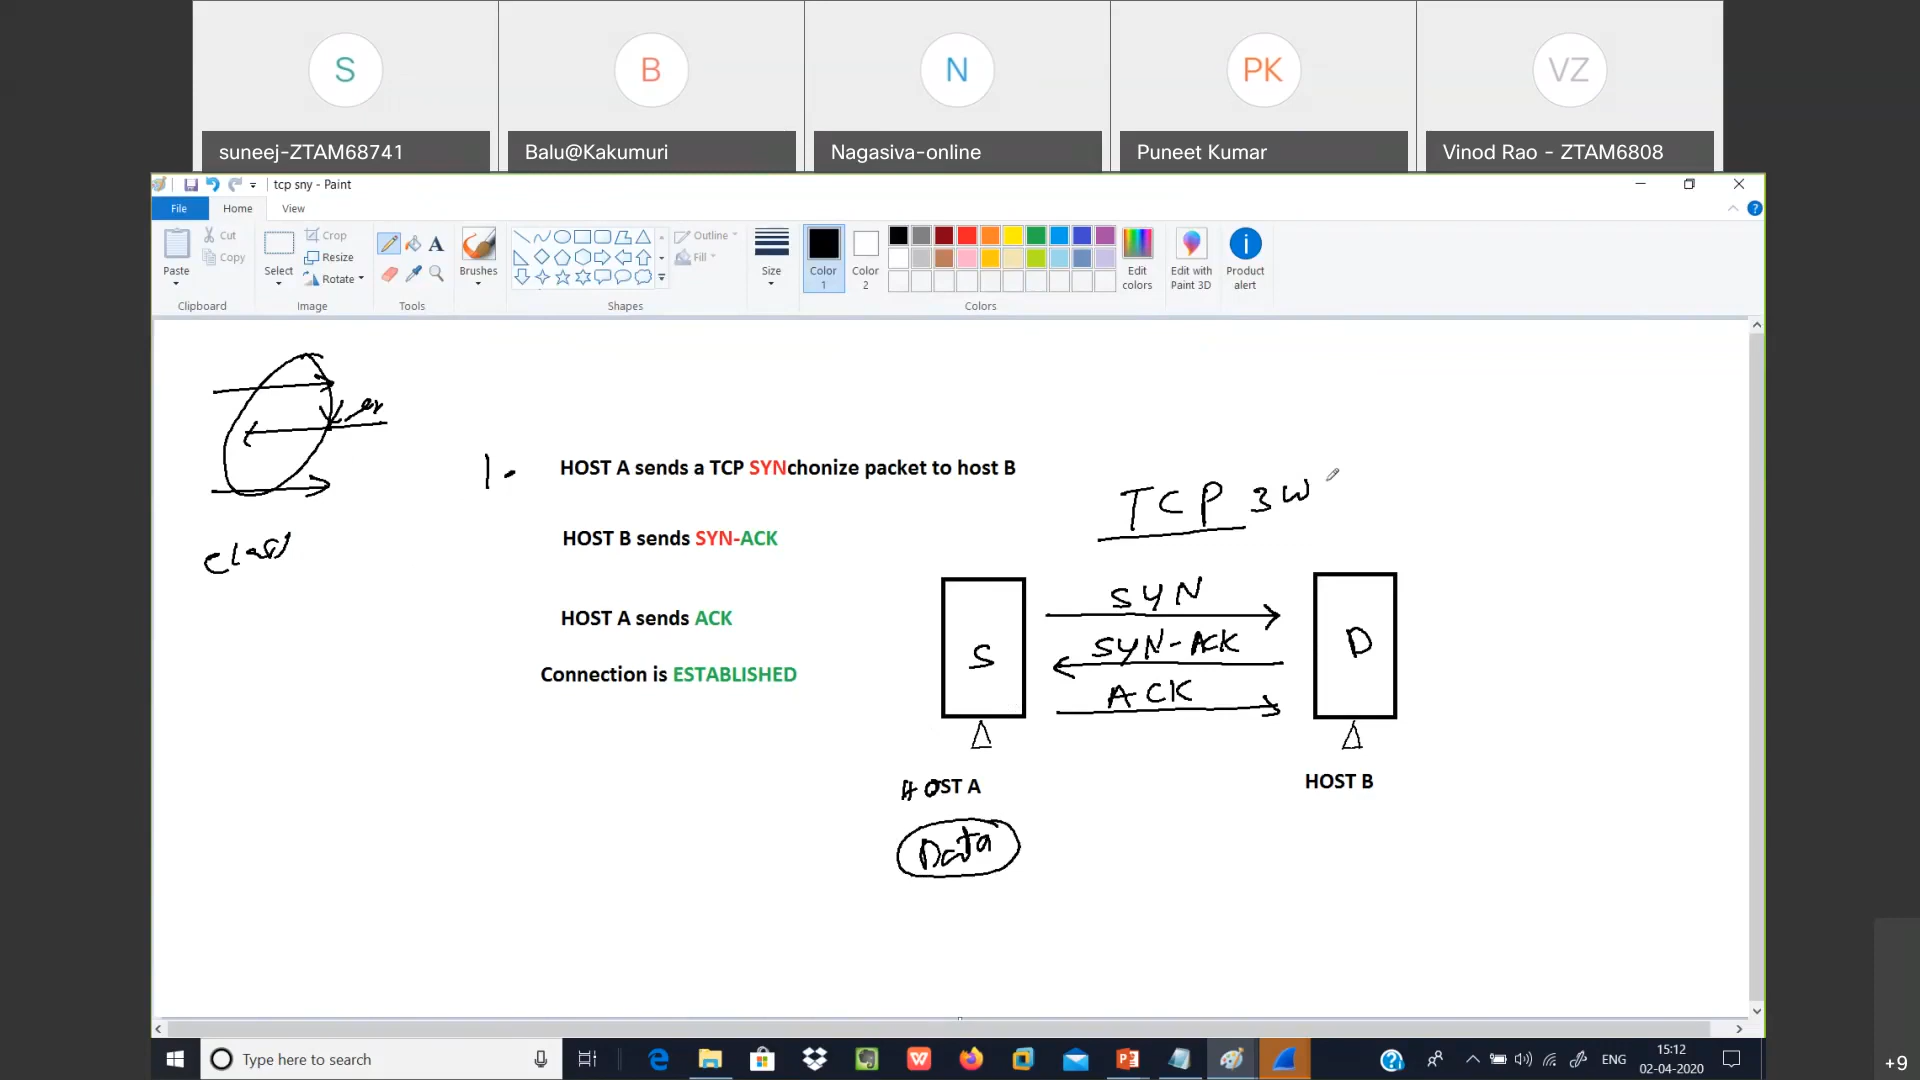 S
B
N
PK
VZ
suneej-ZTAM68741
Balu@Kakumuri
Nagasiva-online
Puneet Kumar
Vinod Rao - ZTAM6808
tcp sny - Paint
File
Home
View
Paste
Cut
Copy
Clipboard
Select
Crop
Resize
Rotate
Image
A
Tools
Brushes
Outline
Fill
Shapes
Size
Color
1
Color
2
Edit
colors
Colors
Edit with
Paint 3D
Product
alert
class
1.
HOST A sends a TCP SYNchonize packet to host B
HOST B sends SYN-ACK
HOST A sends ACK
Connection is ESTABLISHED
TCP 3W
S
SYN
SYN-ACK
ACK
D
HOST A
HOST B
Data
Type here to search
ENG
15:12
02-04-2020
+9